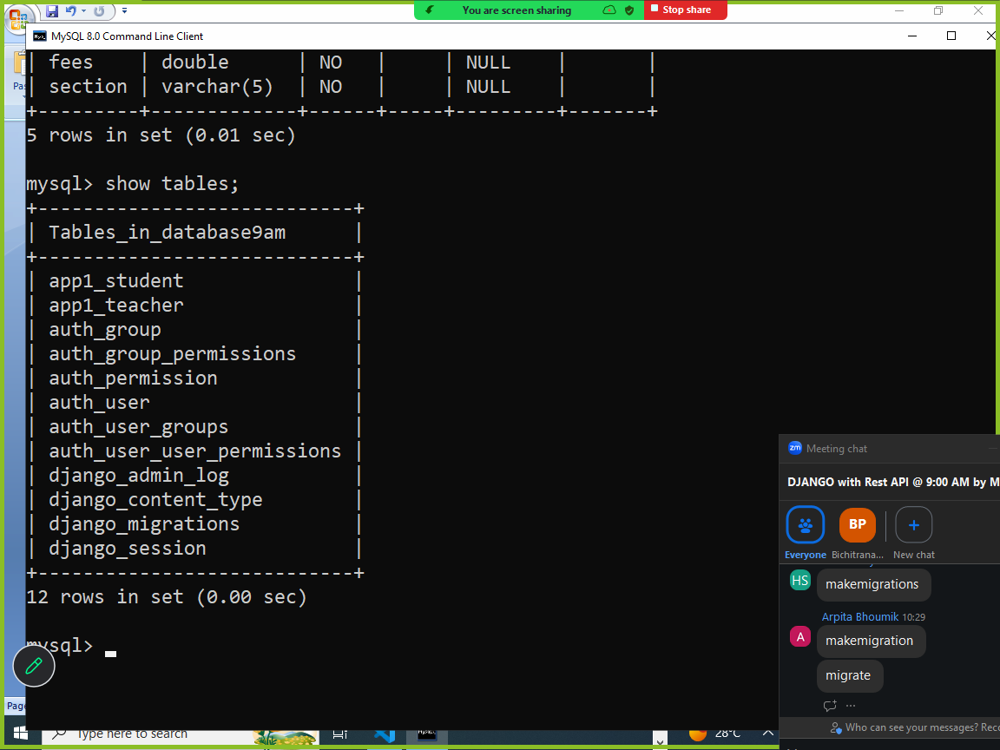 You are screen sharing
Stop share
MySQL 8.0 Command Line Client
| fees    | double      | NO   |     | NULL    |       |
| section | varchar(5)  | NO   |     | NULL    |       |
+---------+-------------+------+-----+---------+-------+
5 rows in set (0.01 sec)
mysql> show tables;
+----------------------------+
| Tables_in_database9am      |
+----------------------------+
| app1_student               |
| app1_teacher               |
| auth_group                 |
| auth_group_permissions     |
| auth_permission            |
| auth_user                  |
| auth_user_groups           |
| auth_user_user_permissions |
| django_admin_log           |
| django_content_type        |
| django_migrations          |
| django_session             |
+----------------------------+
12 rows in set (0.00 sec)
mysql>
Pas
Page
zm Meeting chat
DJANGO with Rest API @ 9:00 AM by M
BP
Everyone Bichitrana... New chat
HS
makemigrations
Arpita Bhoumik 10:29
A
makemigration
migrate
Who can see your messages? Rec
Type here to search
28°C